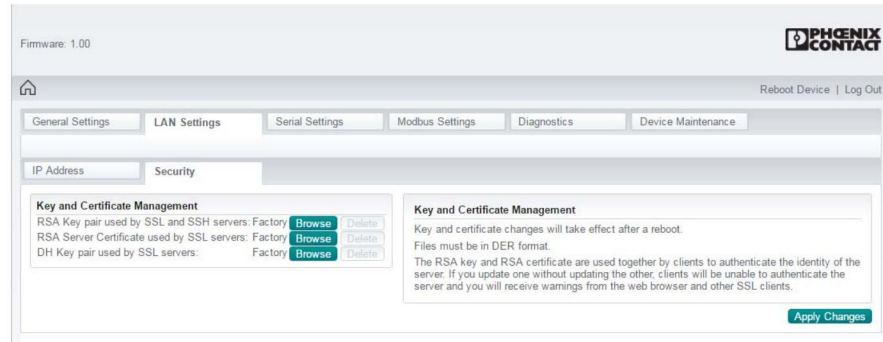 Firmware: 1.00
PHŒNIX
CONTACT
Reboot Device | Log Out
General Settings
LAN Settings
Serial Settings
Modbus Settings
Diagnostics
Device Maintenance
IP Address
Security
Key and Certificate Management
RSA Key pair used by SSL and SSH servers: Factory Browse Delete
RSA Server Certificate used by SSL servers: Factory Browse Delete
DH Key pair used by SSL servers: Factory Browse Delete
Key and Certificate Management
Key and certificate changes will take effect after a reboot.
Files must be in DER format.
The RSA key and RSA certificate are used together by clients to authenticate the identity of the
server. If you update one without updating the other, clients will be unable to authenticate the
server and you will receive warnings from the web browser and other SSL clients.
Apply Changes